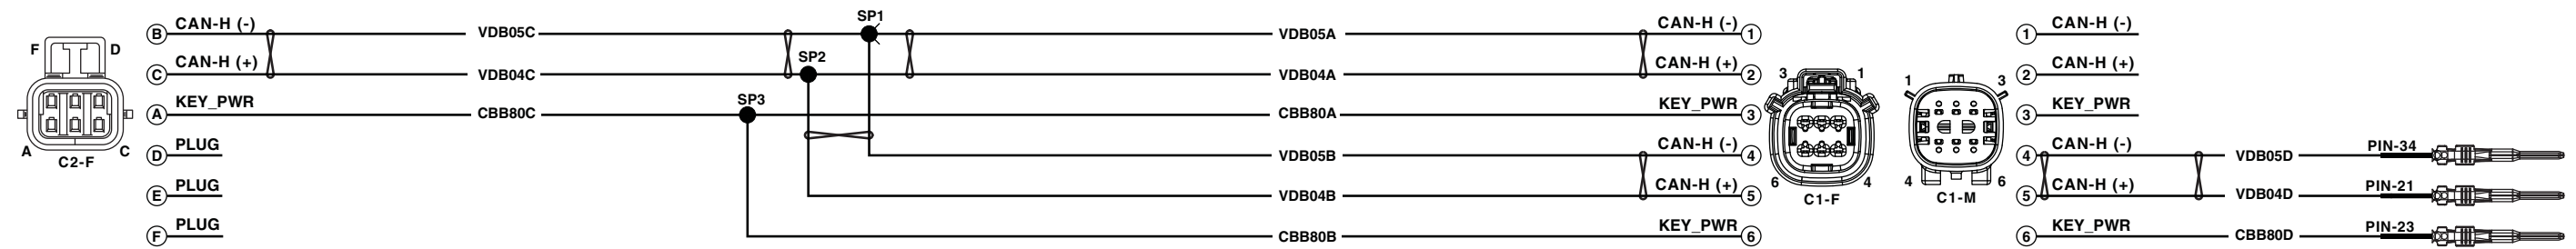 F D
A C
C2-F
B CAN-H (-) VDB05C SP1 VDB05A CAN-H (-) 1
C CAN-H (+) VDB04C SP2 VDB04A CAN-H (+) 2
A KEY_PWR CBB80C SP3 CBB80A KEY_PWR 3
D PLUG VDB05B CAN-H (-) 4
E PLUG VDB04B CAN-H (+) 5
F PLUG CBB80B KEY_PWR 6
3 1
6 4
C1-F
1 3
4 6
C1-M
1 CAN-H (-)
2 CAN-H (+)
3 KEY_PWR
4 CAN-H (-) VDB05D PIN-34
5 CAN-H (+) VDB04D PIN-21
6 KEY_PWR CBB80D PIN-23